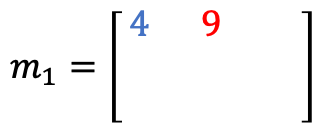 m₁ = [4 9]